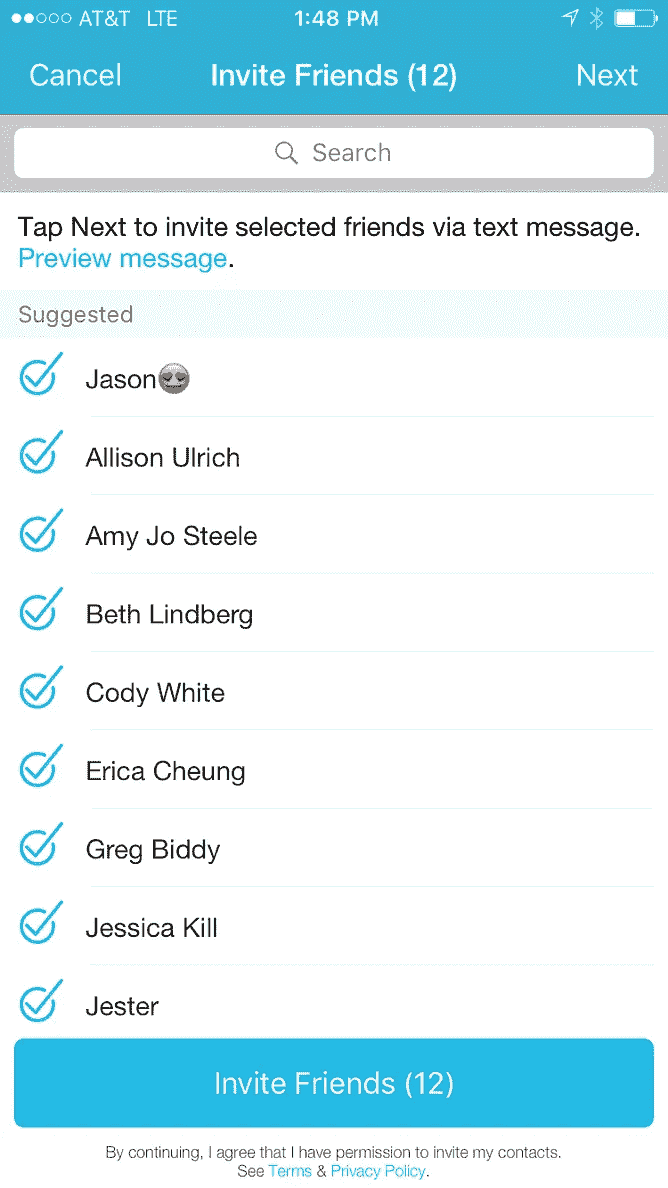 AT&T LTE 1:48 PM
Cancel Invite Friends (12) Next
Search
Tap Next to invite selected friends via text message.
Preview message.
Suggested
Jason
Allison Ulrich
Amy Jo Steele
Beth Lindberg
Cody White
Erica Cheung
Greg Biddy
Jessica Kill
Jester
Invite Friends (12)
By continuing, I agree that I have permission to invite my contacts.
See Terms & Privacy Policy.